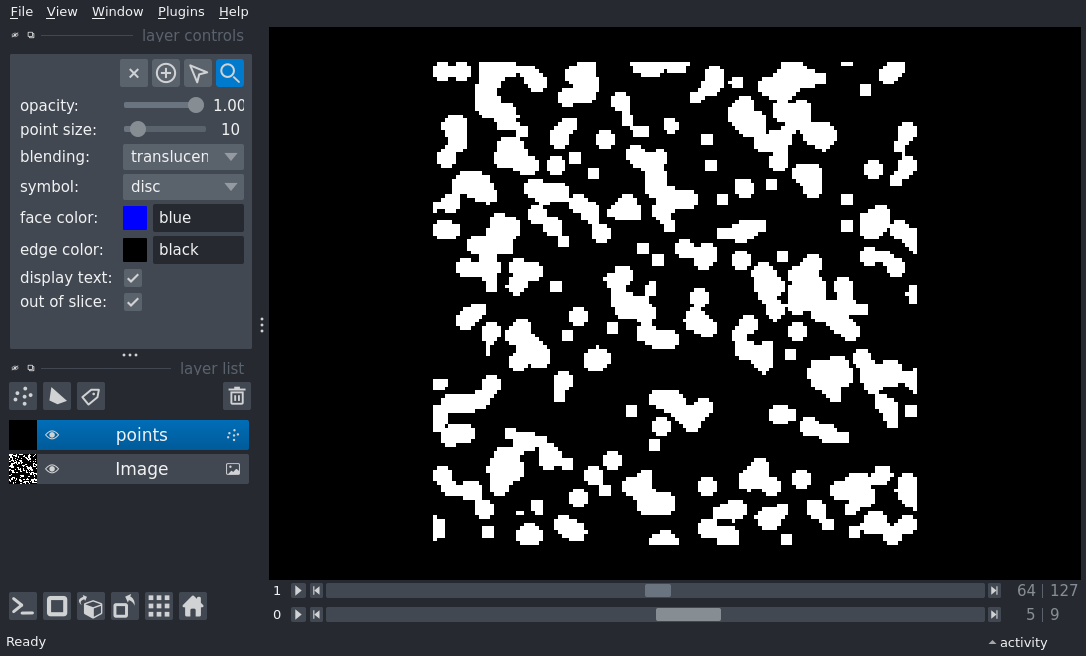 File View Window Plugins Help
layer controls
opacity: 1.00
point size: 10
blending: translucen
symbol: disc
face color: blue
edge color: black
display text:
out of slice:
layer list
points
Image
1 64 | 127
0 5 | 9
Ready activity